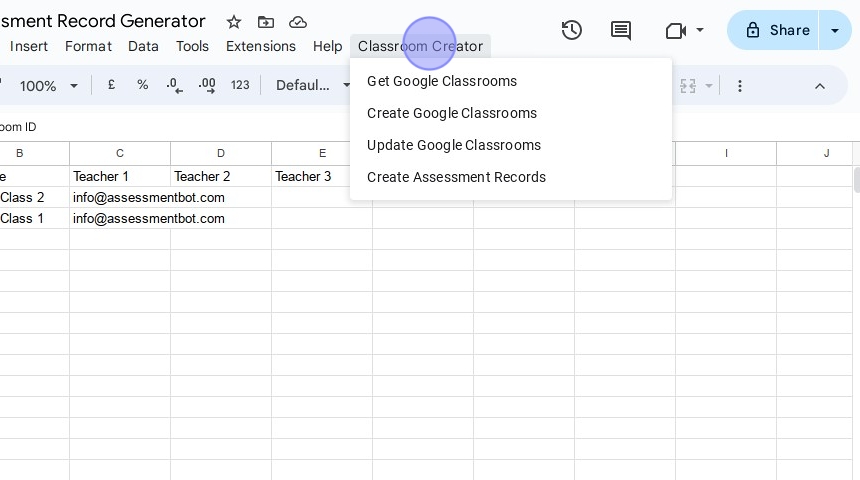 sment Record Generator
Insert Format Data Tools Extensions Help Classroom Creator
Share
100% £ % .0 .00 123 Defaul...
Get Google Classrooms
Create Google Classrooms
Update Google Classrooms
Create Assessment Records
oom ID
B C D E I J
e Teacher 1 Teacher 2 Teacher 3
Class 2 info@assessmentbot.com
Class 1 info@assessmentbot.com